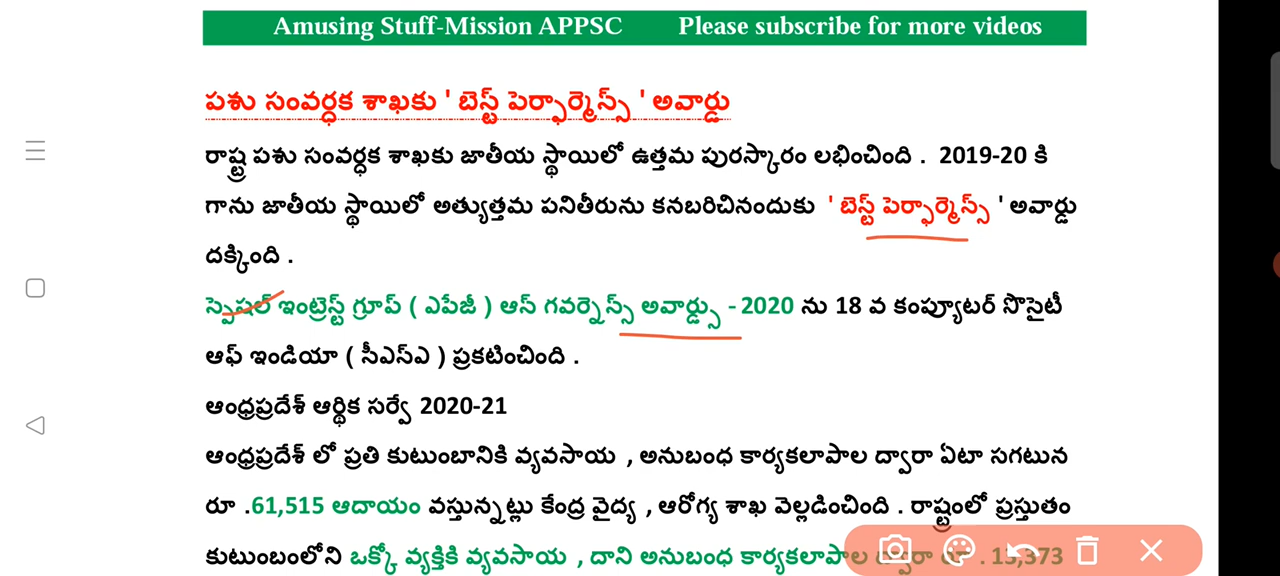 Amusing Stuff-Mission APPSC Please subscribe for more videos
పశు సంవర్ధక శాఖకు ' బెస్ట్ పెర్ఫార్మెన్స్ ' అవార్డు
రాష్ట్ర పశు సంవర్ధక శాఖకు జాతీయ స్థాయిలో ఉత్తమ పురస్కారం లభించింది . 2019-20 కి
గాను జాతీయ స్థాయిలో అత్యుత్తమ పనితీరును కనబరిచినందుకు ' బెస్ట్ పెర్ఫార్మెన్స్ ' అవార్డు
దక్కింది .
స్పెషల్ ఇంట్రెస్ట్ గ్రూప్ ( ఎపేజీ ) ఆస్ గవర్నెన్స్ అవార్డ్సు -2020 ను 18 వ కంప్యూటర్ సొసైటీ
ఆఫ్ ఇండియా ( సీఎస్ఏ ) ప్రకటించింది .
ఆంధ్రప్రదేశ్ ఆర్థిక సర్వే 2020-21
ఆంధ్రప్రదేశ్ లో ప్రతి కుటుంబానికి వ్యవసాయ , అనుబంధ కార్యకలాపాల ద్వారా ఏటా సగటున
రూ .61,515 ఆదాయం వస్తున్నట్లు కేంద్ర వైద్య , ఆరోగ్య శాఖ వెల్లడించింది . రాష్ట్రంలో ప్రస్తుతం
కుటుంబంలోని ఒక్కో వ్యక్తికి వ్యవసాయ , దాని అనుబంధ కార్యకలాపాల ద్వారా రూ . 15,373